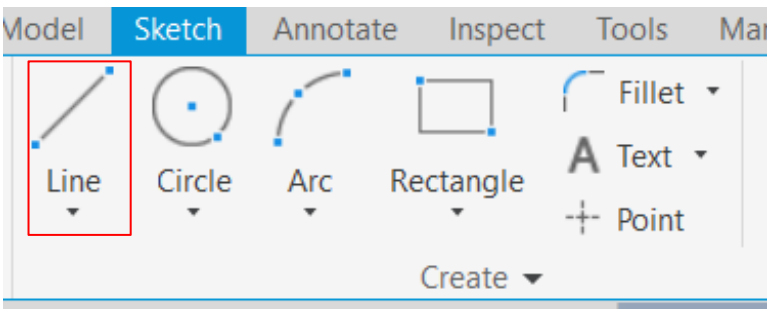 Model Sketch Annotate Inspect Tools
Fillet
A Text
Line Circle Arc Rectangle
Point
Create